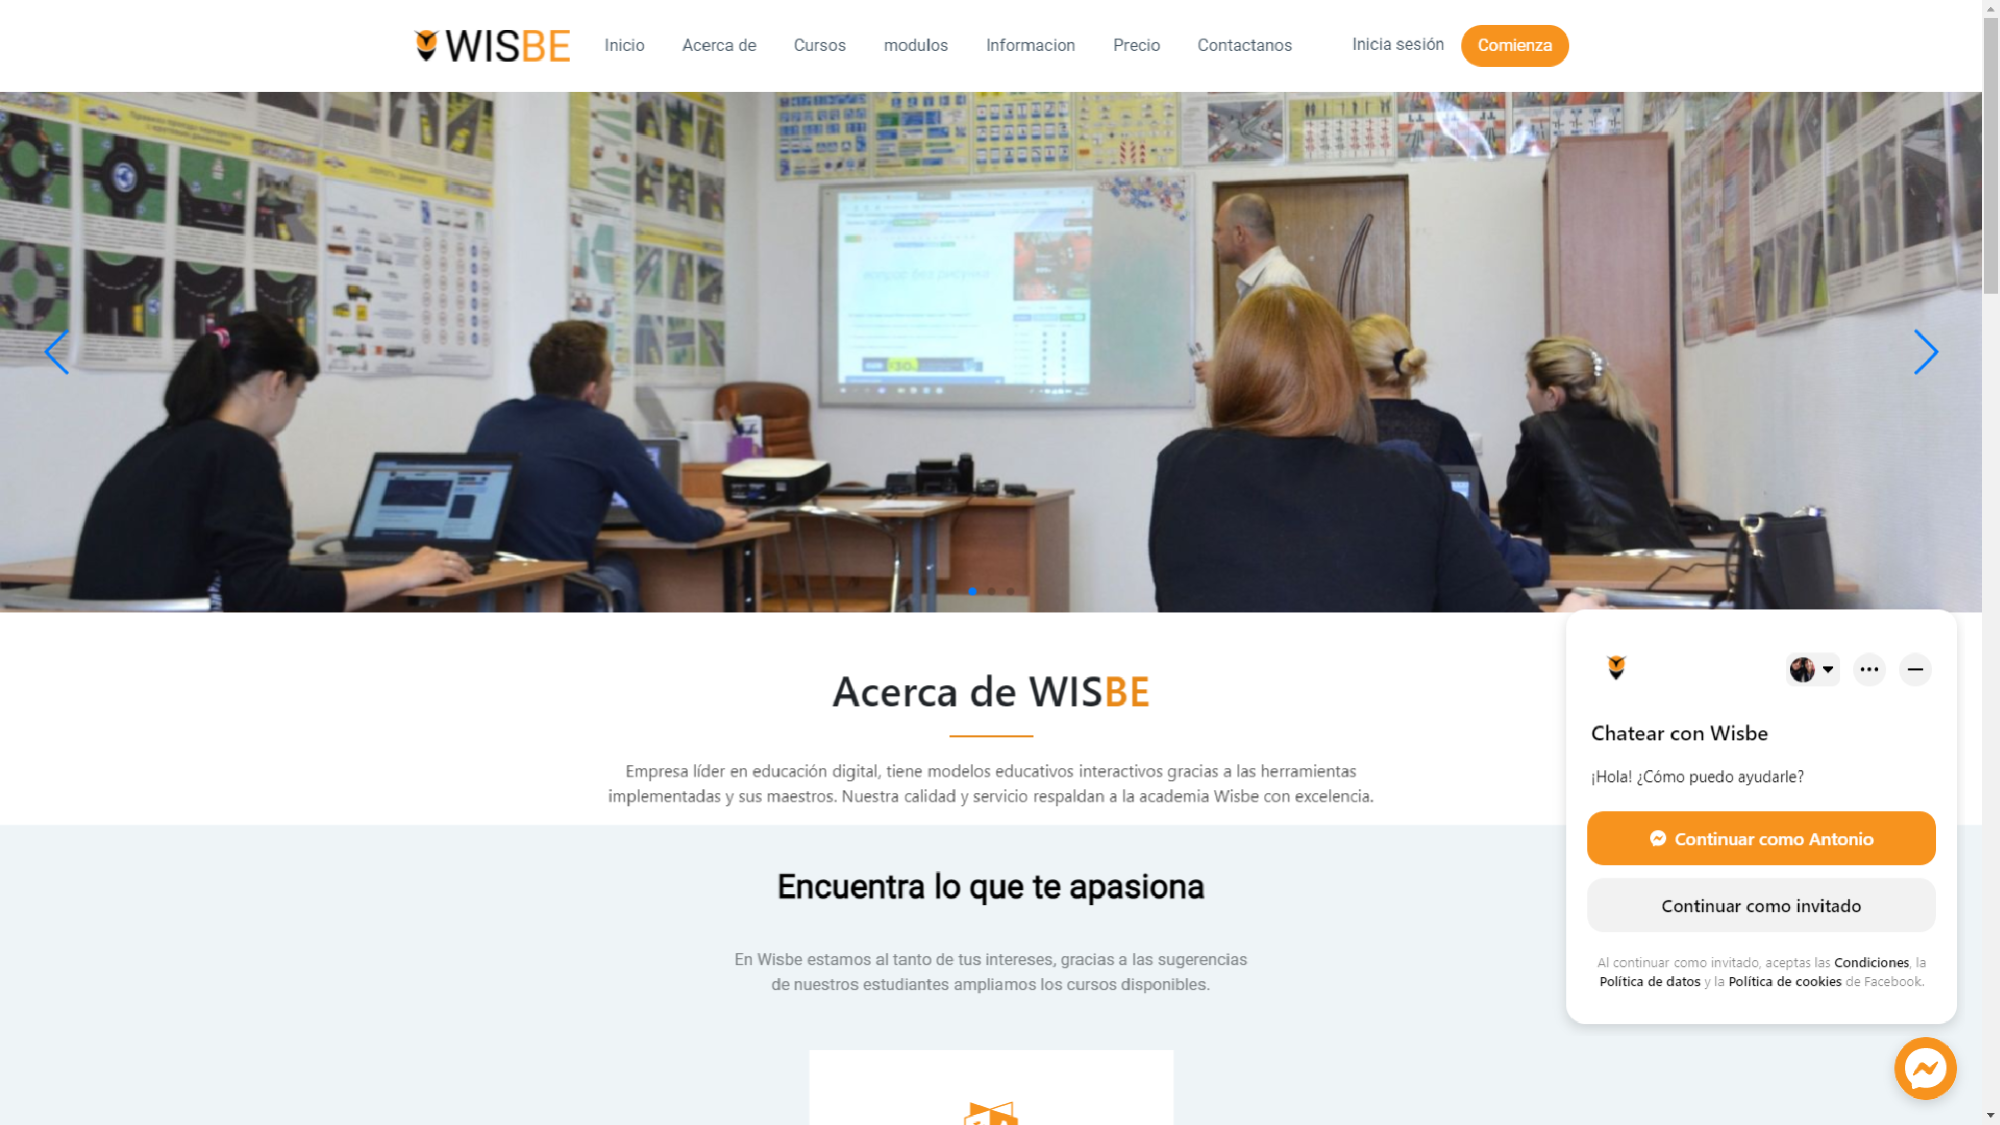 WISBE
Inicio
Acerca de
Cursos
modulos
Informacion
Precio
Contactanos
Inicia sesión
Comienza
Acerca de WISBE
Empresa líder en educación digital, tiene modelos educativos interactivos gracias a las herramientas
implementadas y sus maestros. Nuestra calidad y servicio respaldan a la academia Wisbe con excelencia.
Encuentra lo que te apasiona
En Wisbe estamos al tanto de tus intereses, gracias a las sugerencias
de nuestros estudiantes ampliamos los cursos disponibles.
Chatear con Wisbe
¡Hola! ¿Cómo puedo ayudarle?
Continuar como Antonio
Continuar como invitado
Al continuar como invitado, aceptas las Condiciones, la
Política de datos y la Política de cookies de Facebook.